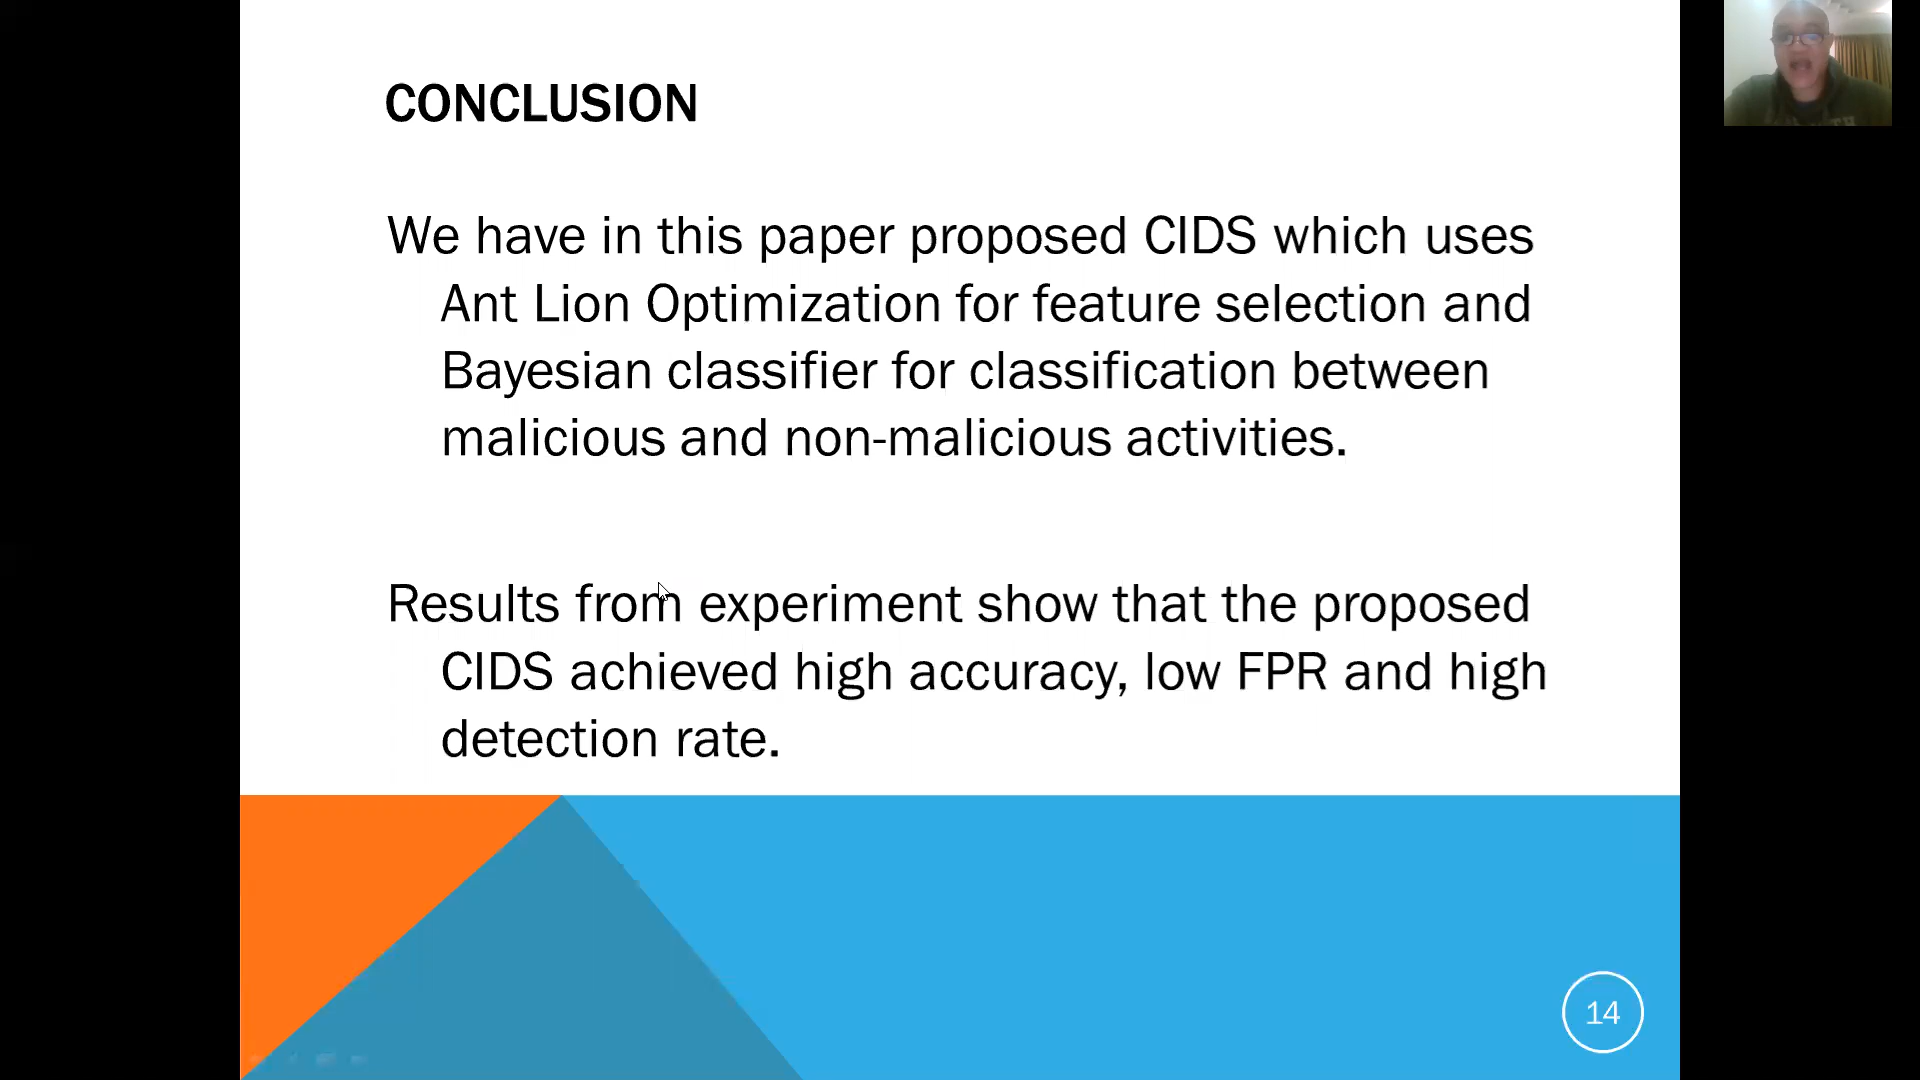 CONCLUSION
We have in this paper proposed CIDS which uses
Ant Lion Optimization for feature selection and
Bayesian classifier for classification between
malicious and non-malicious activities.
Results from experiment show that the proposed
CIDS achieved high accuracy, low FPR and high
detection rate.
14